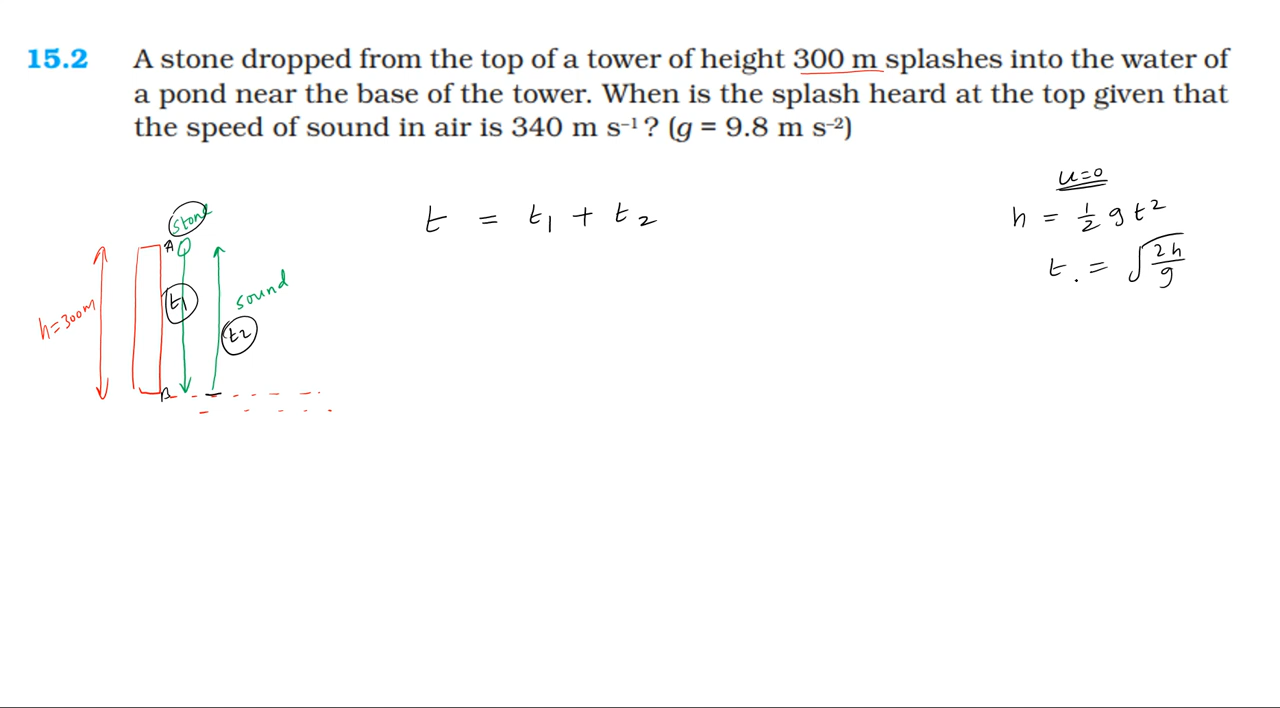 15.2 A stone dropped from the top of a tower of height 300 m splashes into the water of
a pond near the base of the tower. When is the splash heard at the top given that
the speed of sound in air is 340 m s⁻¹ ? (g = 9.8 m s⁻²)
u=0
t = t₁ + t₂
h = ½ g t²
t. = √(2h/g)
stone
A
t1
sound
h=300m
t2
B